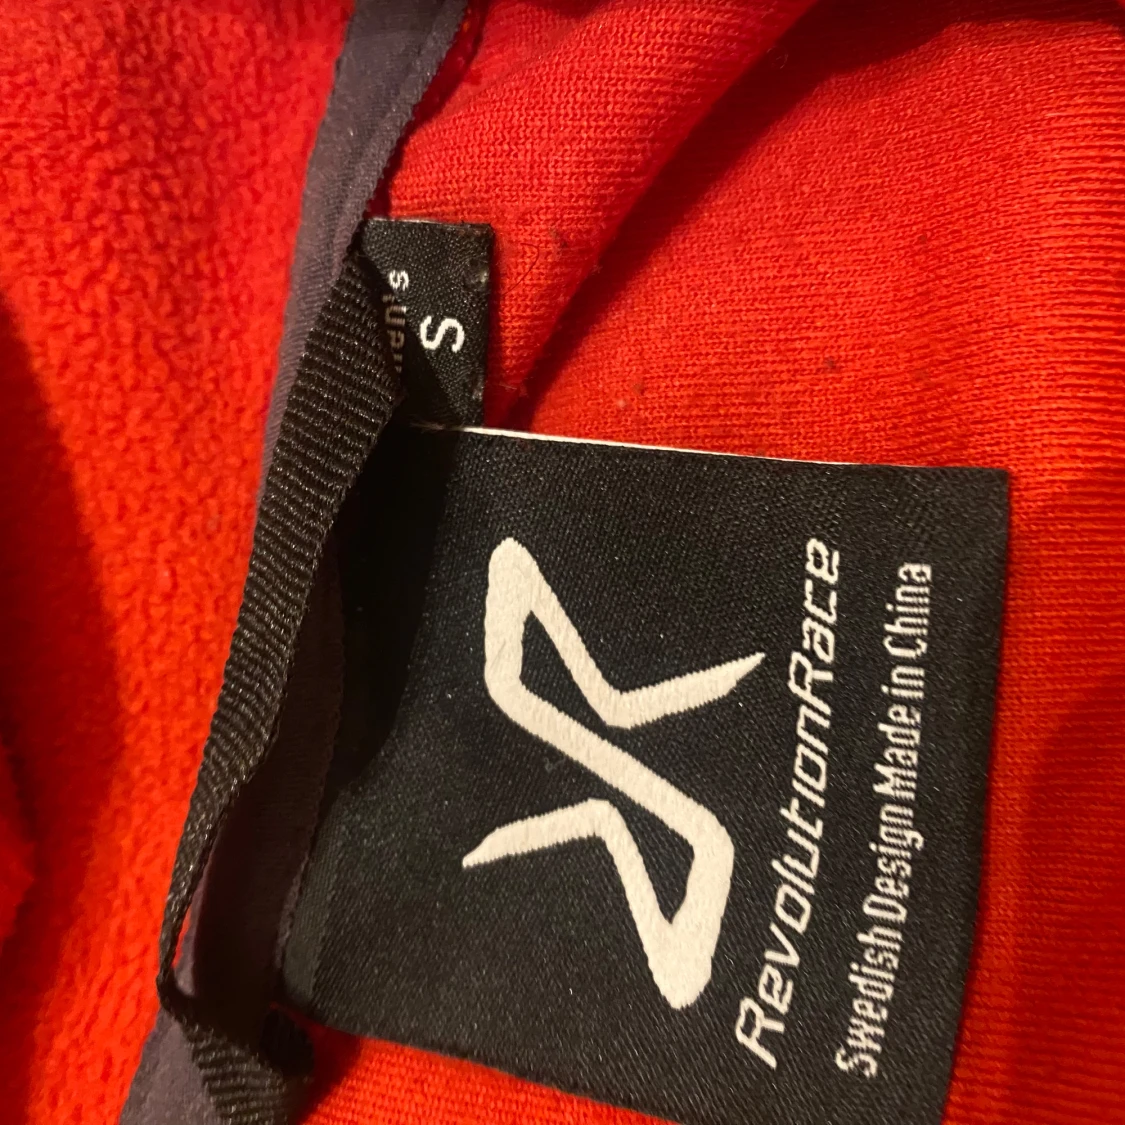 S
RevolutionRace
Swedish Design Made in China